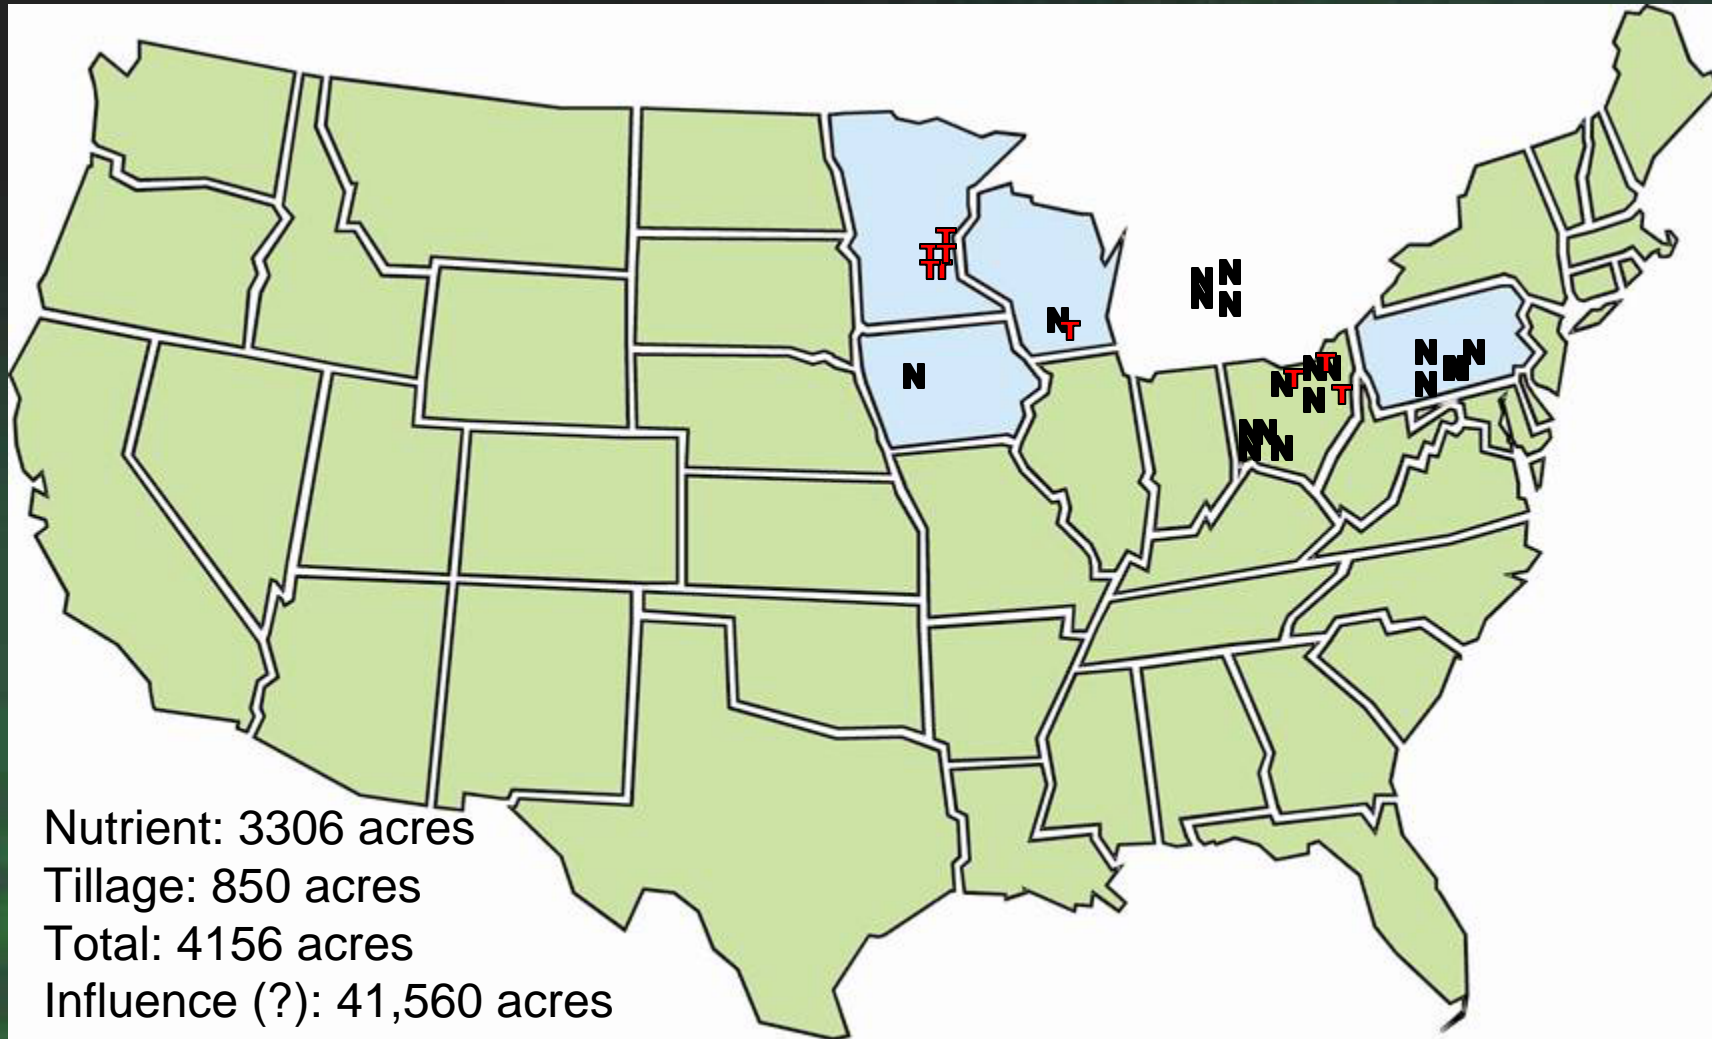 T
T T
T T
N N
N N
N T
N
T
N N
T
N T
N
N N
N N
N N
N N
N
Nutrient: 3306 acres
Tillage: 850 acres
Total: 4156 acres
Influence (?): 41,560 acres